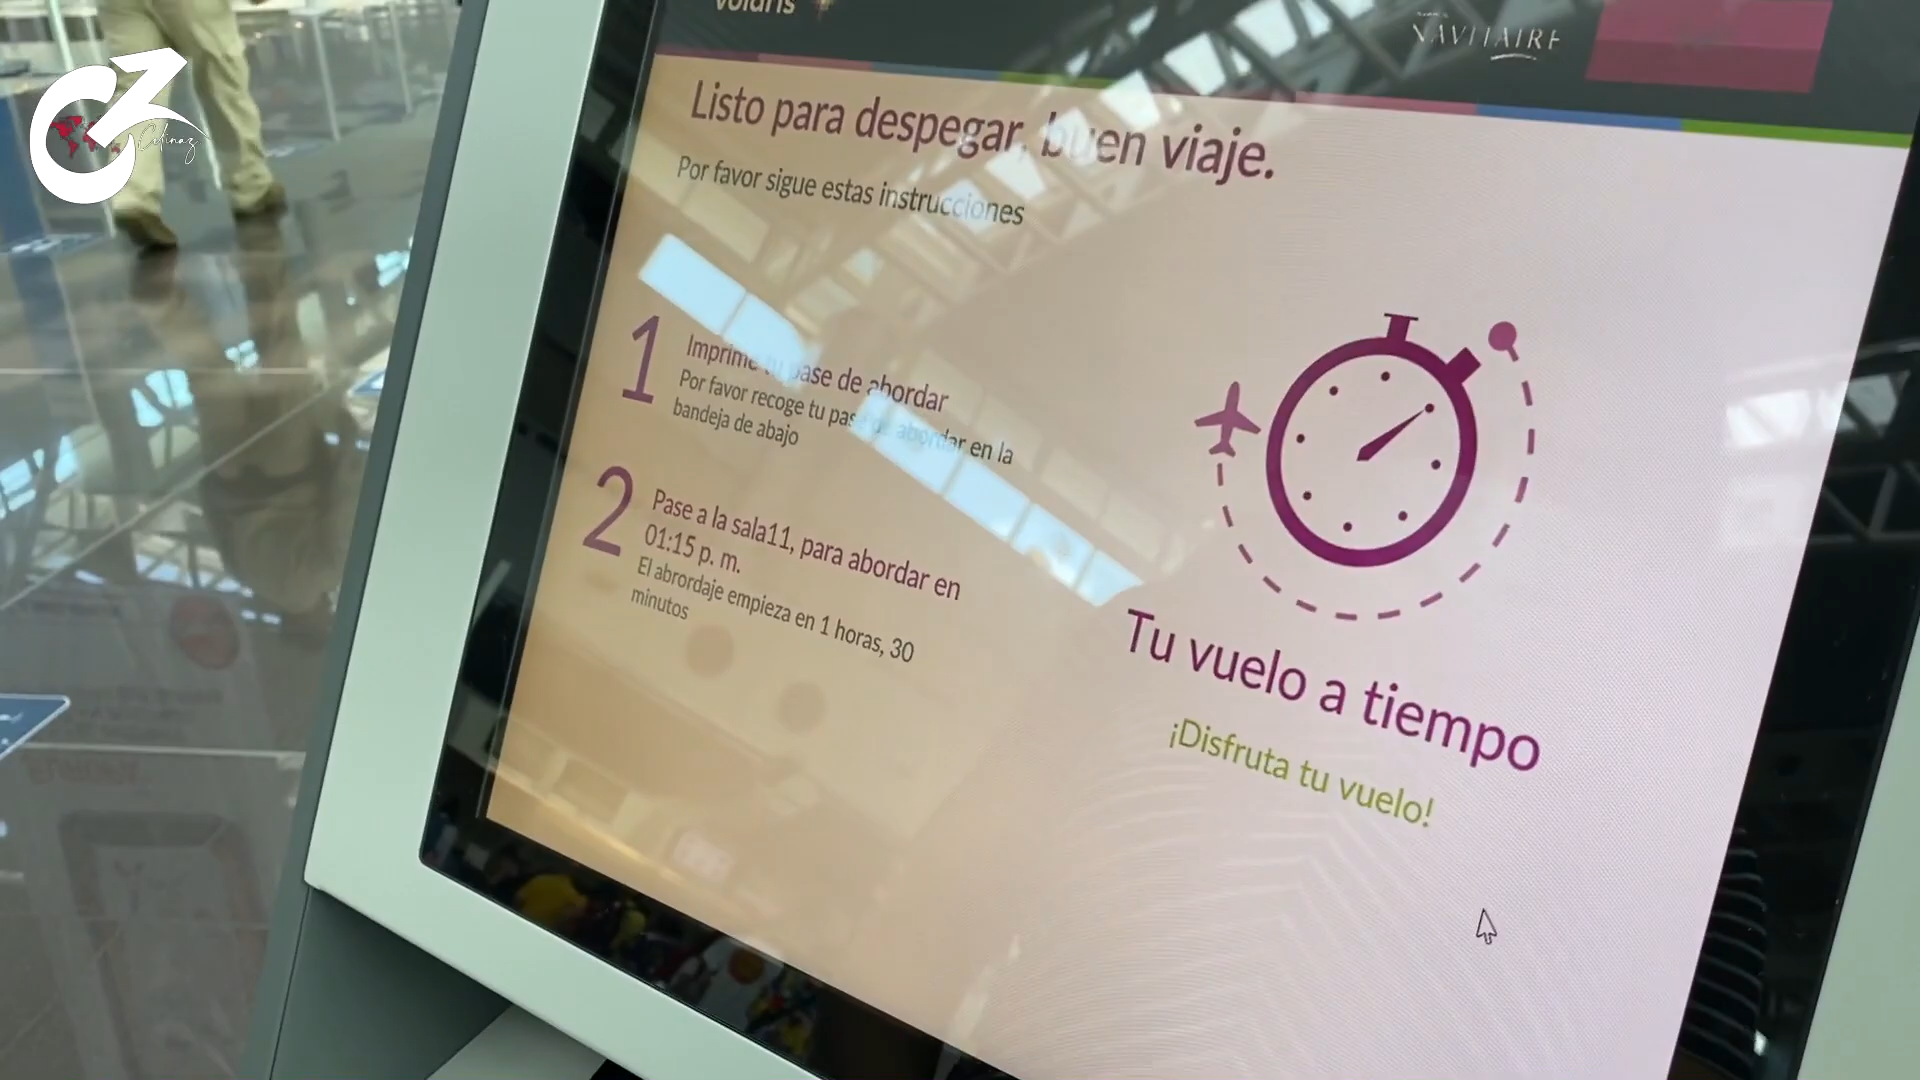 volaris
NAVITAIRE
Listo para despegar, buen viaje.
Por favor sigue estas instrucciones
1
Imprime tu pase de abordar
Por favor recoge tu pase de abordar en la
bandeja de abajo
2
Pase a la sala11, para abordar en
01:15 p. m.
El abrordaje empieza en 1 horas, 30
minutos
Tu vuelo a tiempo
¡Disfruta tu vuelo!